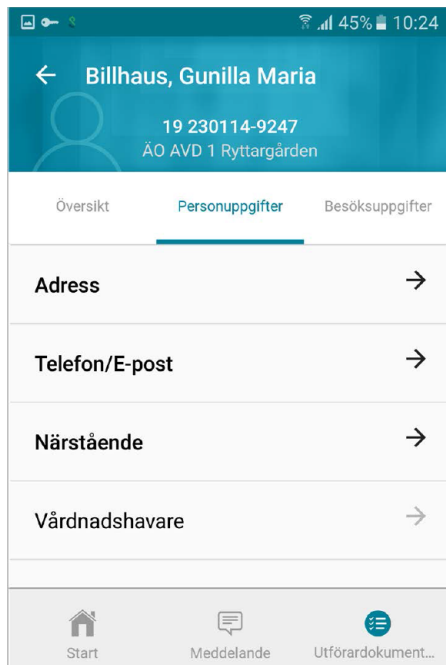 45% 10:24
Billhaus, Gunilla Maria
19 230114-9247
ÄO AVD 1 Ryttargården
Översikt Personuppgifter Besöksuppgifter
Adress
Telefon/E-post
Närstående
Vårdnadshavare
Start Meddelande Utförardokument...